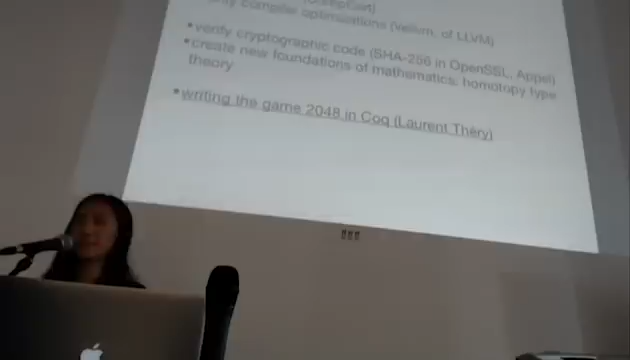 compiler optimizations (Vellvm, of LLVM)
•verify cryptographic code (SHA-256 in OpenSSL, Appel)
•create new foundations of mathematics: homotopy type
theory
•writing the game 2048 in Coq (Laurent Théry)